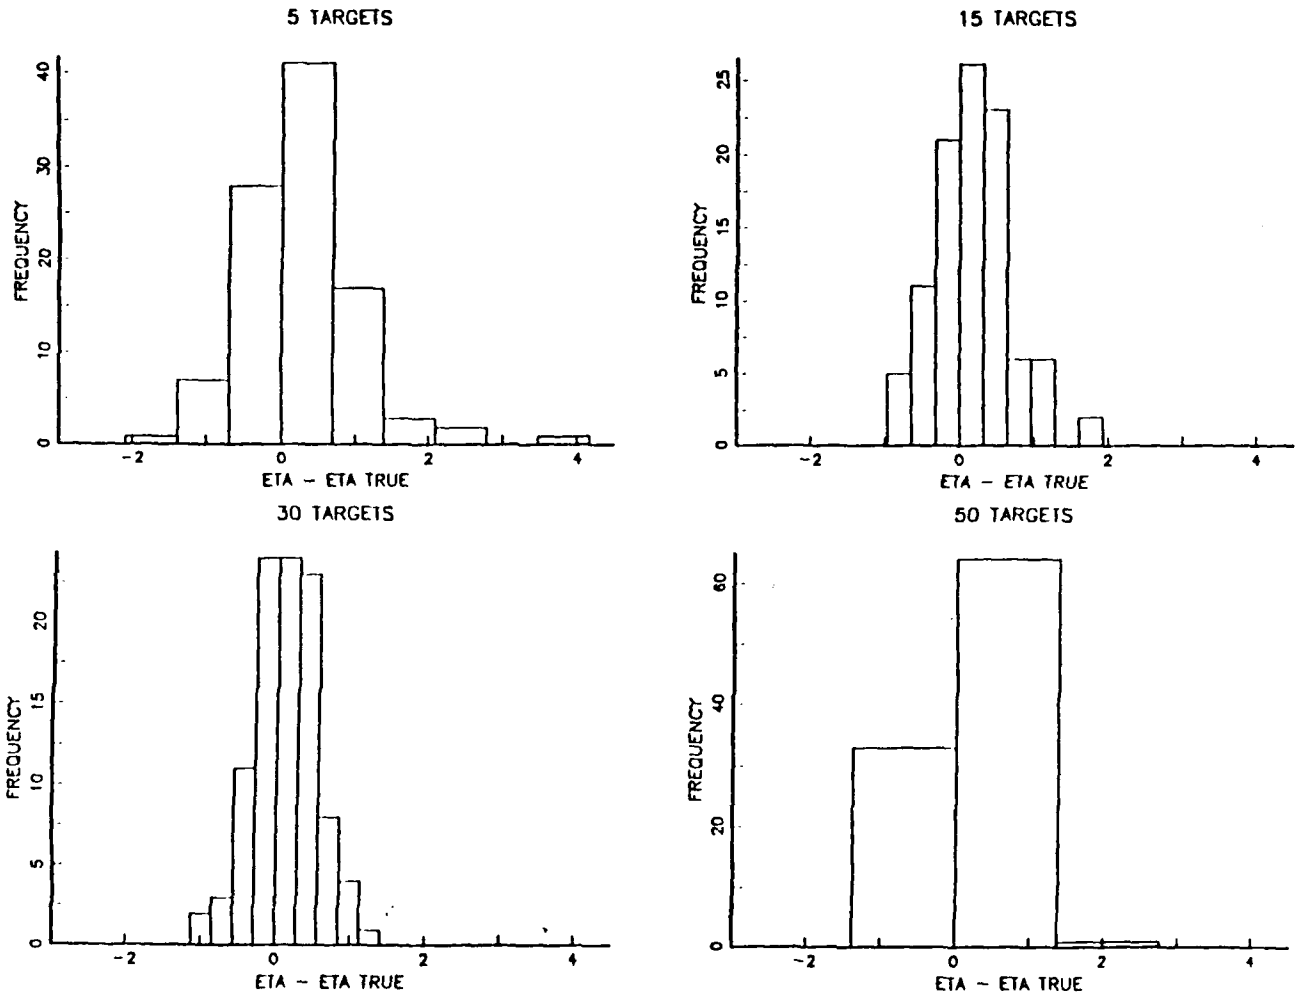 5 TARGETS
40
30
20
10
0
FREQUENCY
-2 0 2 4
ETA - ETA TRUE
15 TARGETS
25
20
15
10
5
0
FREQUENCY
-2 0 2 4
ETA - ETA TRUE
30 TARGETS
20
15
10
5
0
FREQUENCY
-2 0 2 4
ETA - ETA TRUE
50 TARGETS
60
40
20
0
FREQUENCY
-2 0 2 4
ETA - ETA TRUE